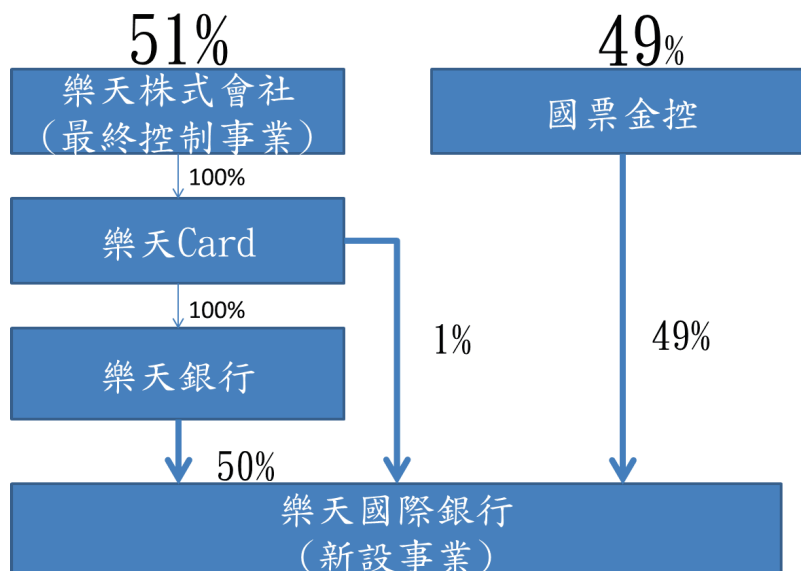 51%
49%
樂天株式會社
(最終控制事業)
國票金控
100%
樂天Card
100%
1%
49%
樂天銀行
50%
樂天國際銀行
(新設事業)